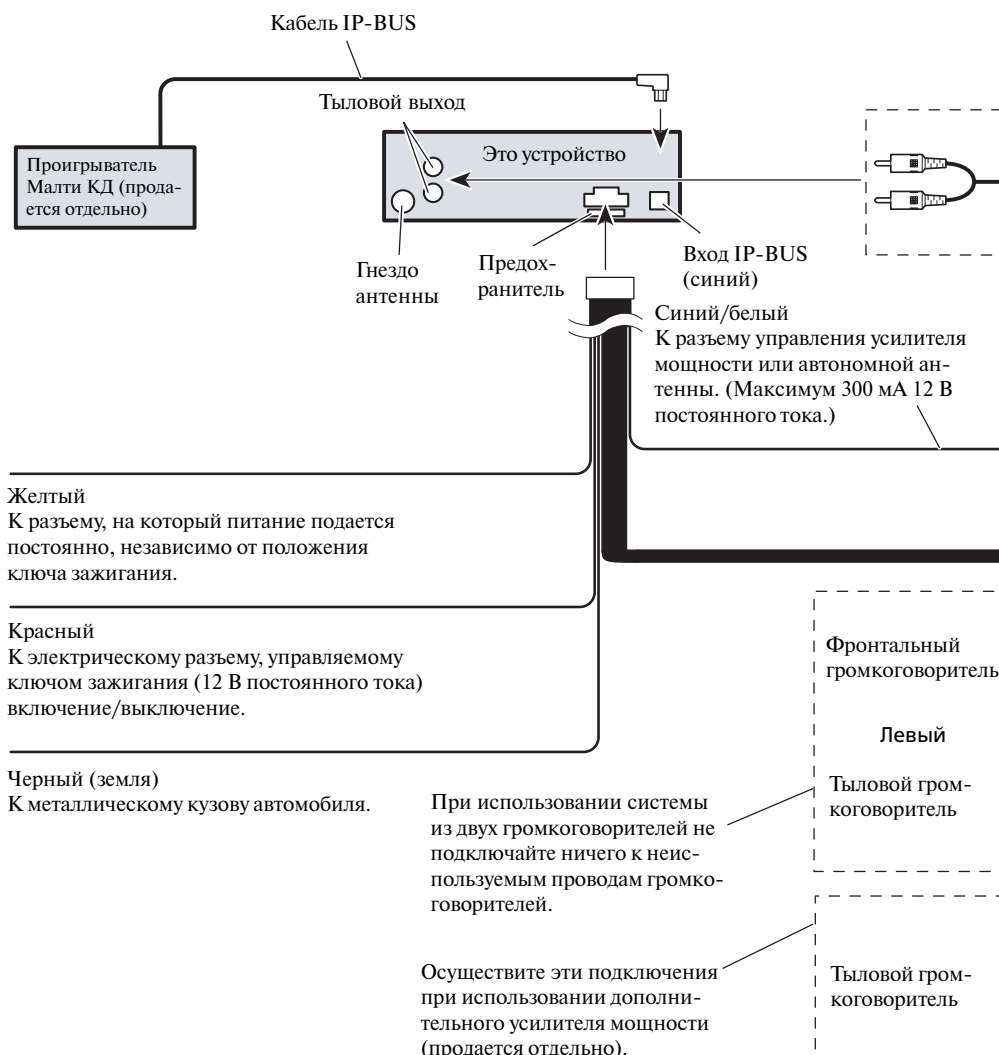 Кабель IP-BUS
Тыловой выход
Проигрыватель
Малти КД (прода-
ется отдельно)
Это устройство
Гнездо
антенны
Предох-
ранитель
Вход IP-BUS
(синий)
Синий/белый
К разъему управления усилителя
мощности или автономной ан-
тенны. (Максимум 300 мА 12 В
постоянного тока.)
Желтый
К разъему, на который питание подается
постоянно, независимо от положения
ключа зажигания.
Красный
К электрическому разъему, управляемому
ключом зажигания (12 В постоянного тока)
включение/выключение.
Черный (земля)
К металлическому кузову автомобиля.
Фронтальный
громкоговоритель
Левый
Тыловой гром-
коговоритель
При использовании системы
из двух громкоговорителей не
подключайте ничего к неис-
пользуемым проводам громко-
говорителей.
Осуществите эти подключения
при использовании дополни-
тельного усилителя мощности
(продается отдельно).
Тыловой гром-
коговоритель